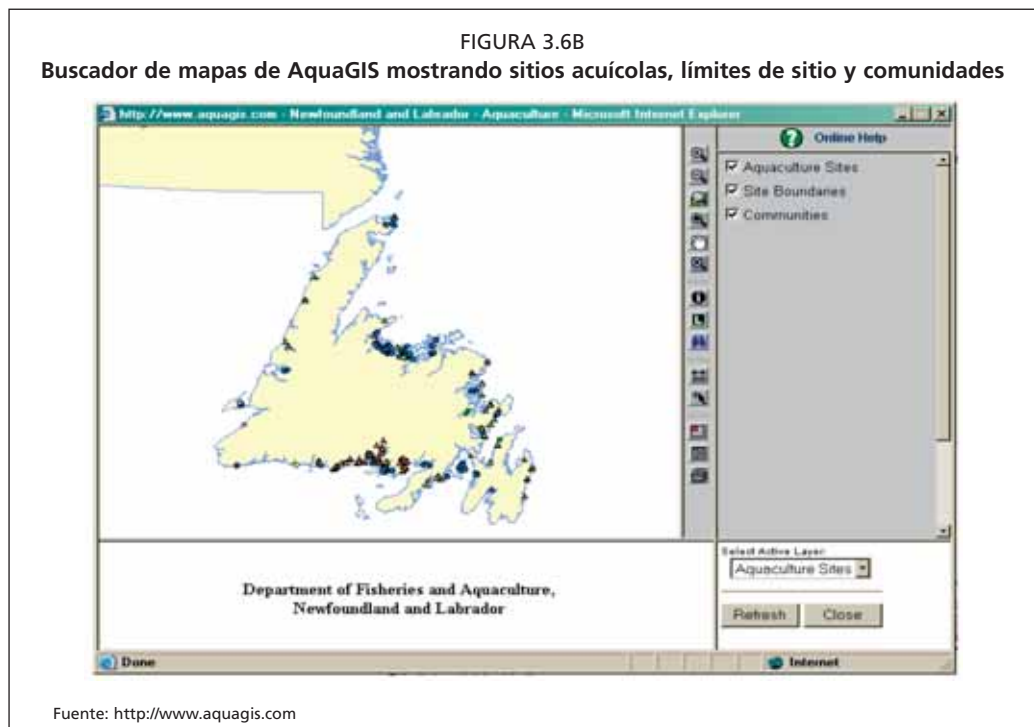 FIGURA 3.6B
Buscador de mapas de AquaGIS mostrando sitios acuícolas, límites de sitio y comunidades
http://www.aquagis.com - Newfoundland and Labrador - Aquaculture - Microsoft Internet Explorer
Online Help
Aquaculture Sites
Site Boundaries
Communities
Select Active Layer
Aquaculture Sites
Refresh Close
Department of Fisheries and Aquaculture,
Newfoundland and Labrador
Done Internet
Fuente: http://www.aquagis.com